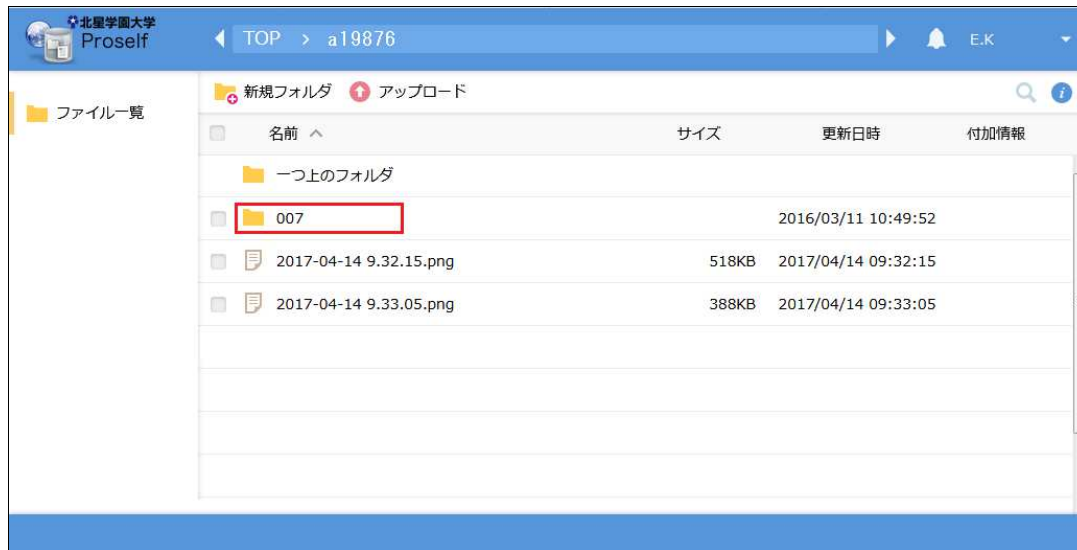 北星学園大学
Proself
TOP > a19876
E.K
ファイル一覧
新規フォルダ アップロード
名前 サイズ 更新日時 付加情報
一つ上のフォルダ
007 2016/03/11 10:49:52
2017-04-14 9.32.15.png 518KB 2017/04/14 09:32:15
2017-04-14 9.33.05.png 388KB 2017/04/14 09:33:05